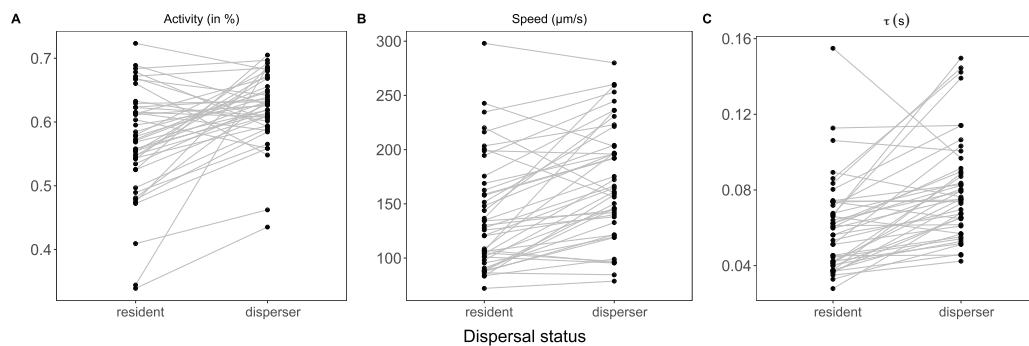 A Activity (in %) B Speed (µm/s) C τ (s)
0.7
0.6
0.5
0.4
resident disperser
300
250
200
150
100
resident disperser
0.16
0.12
0.08
0.04
resident disperser
Dispersal status